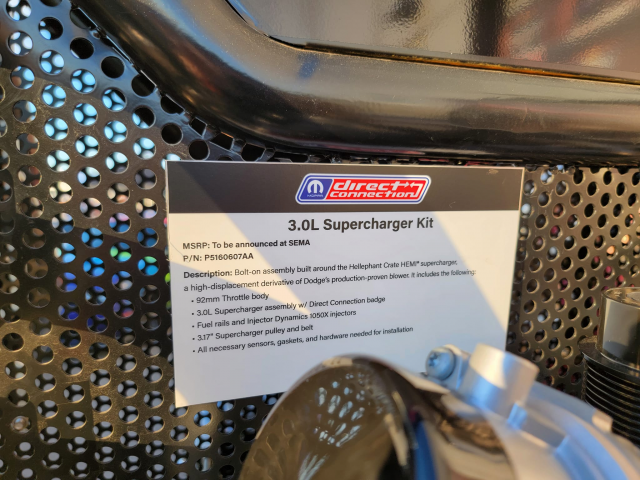 direct
connection
3.0L Supercharger Kit
MSRP: To be announced at SEMA
P/N: P5160607AA
Description: Bolt-on assembly built around the Hellephant Crate HEMI® supercharger,
a high-displacement derivative of Dodge's production-proven blower. It includes the following:
• 92mm Throttle body
• 3.0L Supercharger assembly w/ Direct Connection badge
• Fuel rails and Injector Dynamics 1050X injectors
• 3.17" Supercharger pulley and belt
• All necessary sensors, gaskets, and hardware needed for installation